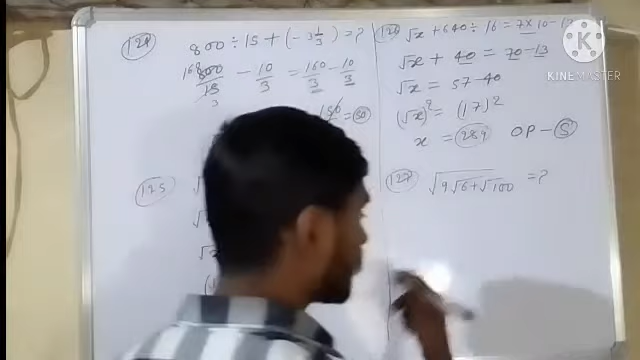 124 800 ÷ 15 + (- 3 1/3) = ?
160 800/15 3 - 10/3 = 160/3 - 10/3
150 = 50
125
126 √x + 640 ÷ 16 = 7 × 10 - 13
√x + 40 = 70 - 13
√x = 57 - 40
(√x)² = (17)²
x = 289 OP - 5
127 √9√6+√100 = ?
KINEMASTER